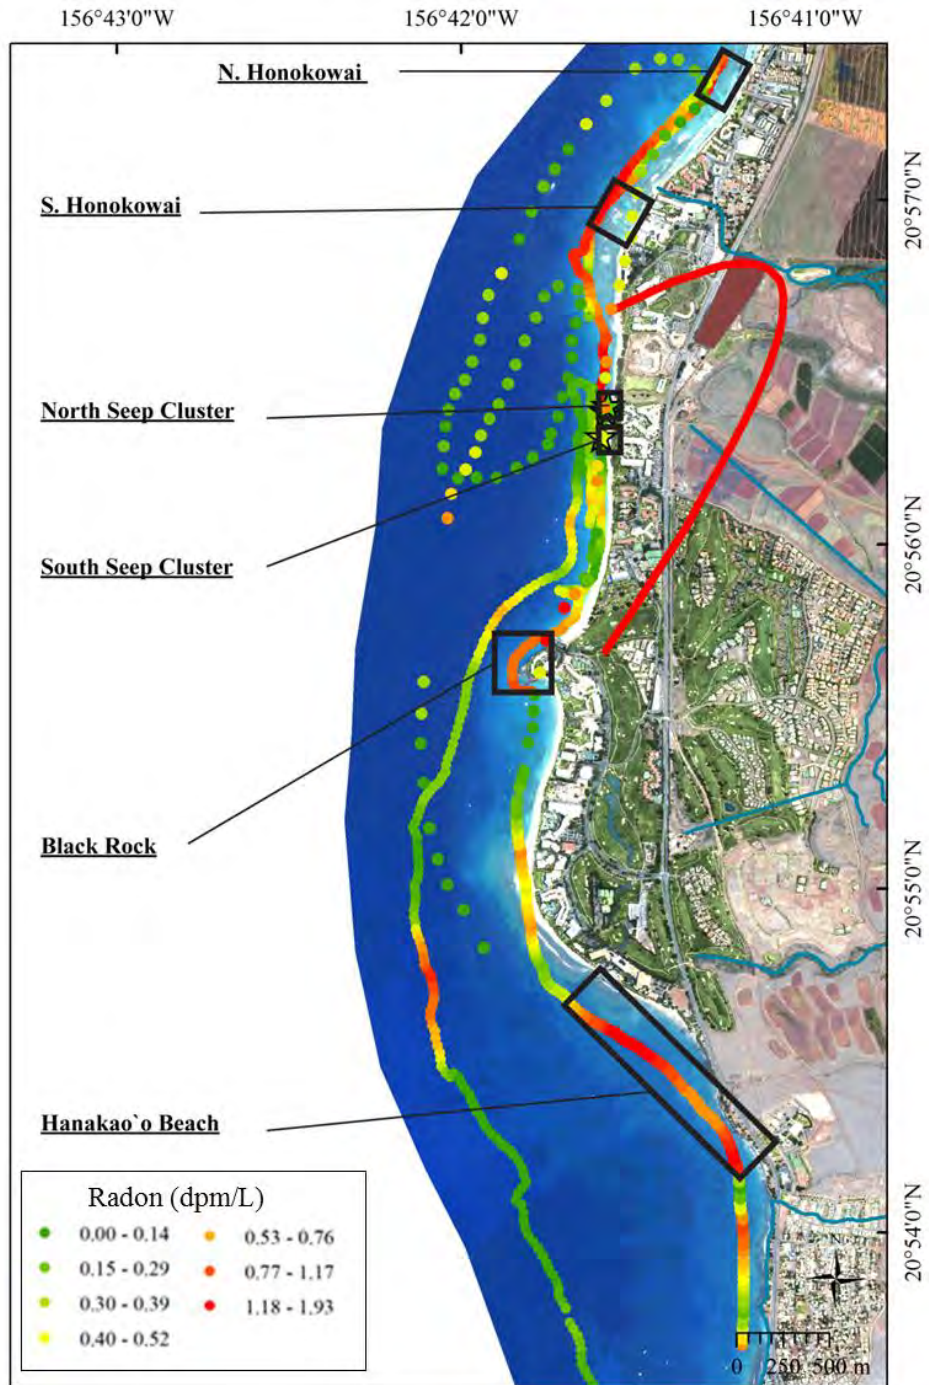 156°43'0"W 156°42'0"W 156°41'0"W
N. Honokowai
S. Honokowai
20°57'0"N
North Seep Cluster
South Seep Cluster
20°56'0"N
Black Rock
20°55'0"N
Hanakao`o Beach
20°54'0"N
Radon (dpm/L)
0.00 - 0.14 0.53 - 0.76
0.15 - 0.29 0.77 - 1.17
0.30 - 0.39 1.18 - 1.93
0.40 - 0.52
N
0 250 500 m